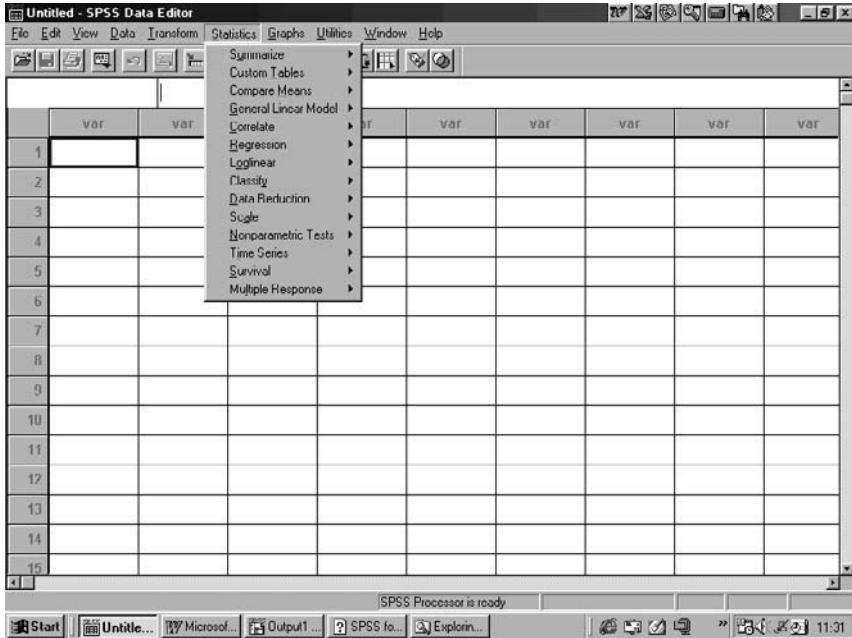 Untitled - SPSS Data Editor
File Edit View Data Transform Statistics Graphs Utilities Window Help
Summarize
Custom Tables
Compare Means
General Linear Model
Correlate
Regression
Loglinear
Classify
Data Reduction
Scale
Nonparametric Tests
Time Series
Survival
Multiple Response
var var var var var var var
1
2
3
4
5
6
7
8
9
10
11
12
13
14
15
SPSS Processor is ready
Start Untitle... Microsof... Output1 ... SPSS fo... Explorin... 11:31